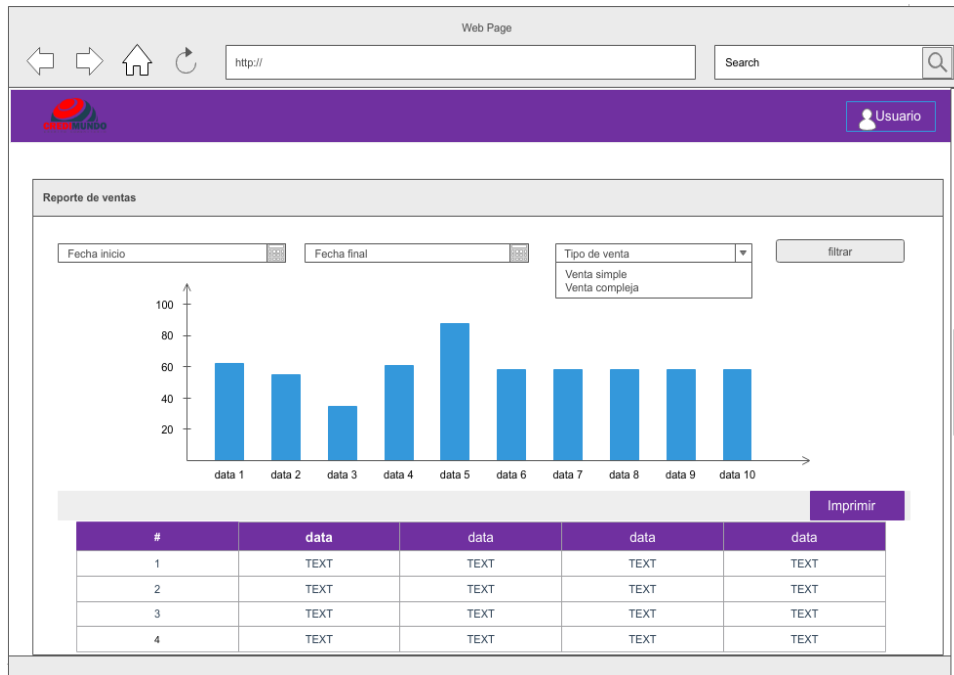 Web Page
http://
Search
CREDIMUNDO
Usuario
Reporte de ventas
Fecha inicio
Fecha final
Tipo de venta
filtrar
Venta simple
Venta compleja
100
80
60
40
20
data 1 data 2 data 3 data 4 data 5 data 6 data 7 data 8 data 9 data 10
Imprimir
# data data data data
1 TEXT TEXT TEXT TEXT
2 TEXT TEXT TEXT TEXT
3 TEXT TEXT TEXT TEXT
4 TEXT TEXT TEXT TEXT